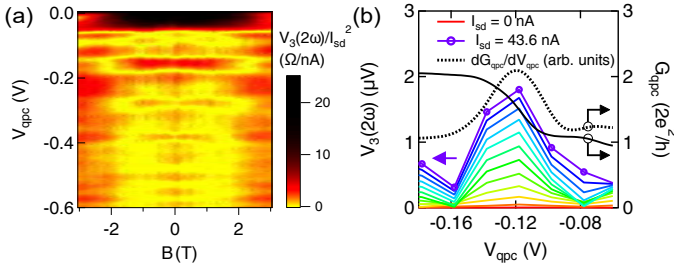 (a)
V_qpc (V)
0.0
-0.2
-0.4
-0.6
-2
0
2
B(T)
V_3(2ω)/I_sd^2
(Ω/nA)
20
10
0
(b)
V_3(2ω) (μV)
3
2
1
0
I_sd = 0 nA
I_sd = 43.6 nA
dG_qpc/dV_qpc (arb. units)
-0.16
-0.12
-0.08
V_qpc (V)
3
2
1
0
G_qpc (2e^2/h)